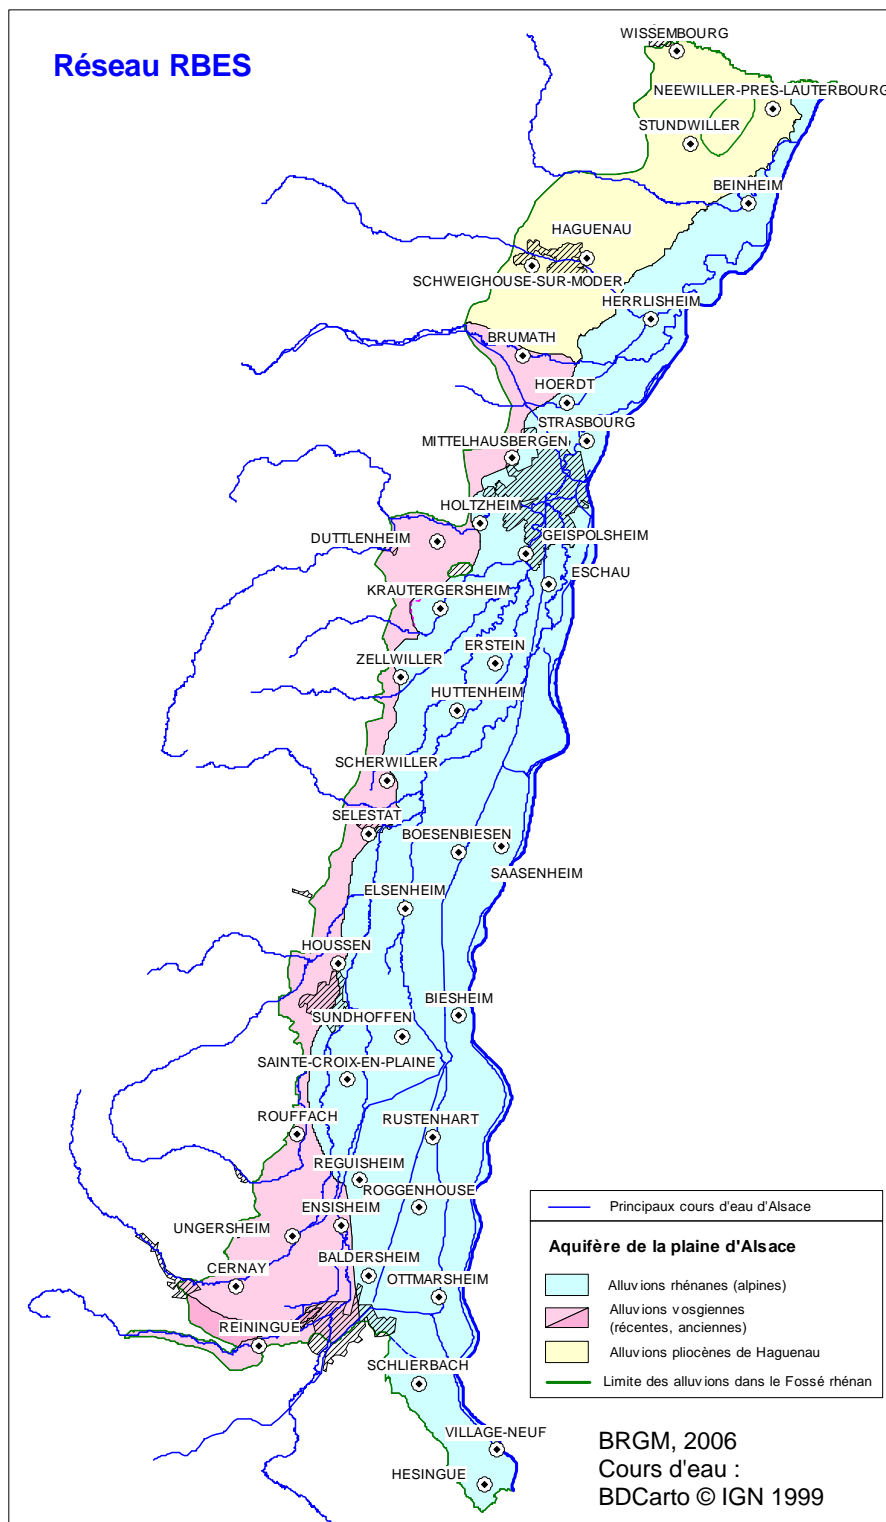 Réseau RBES
WISSEMBOURG
NEEWILLER-PRES-LAUTERBOURG
STUNDWILLER
BEINHEIM
HAGUENAU
SCHWEIGHOUSE-SUR-MODER
HERRLISHEIM
BRUMATH
HOERDT
STRASBOURG
MITTELHAUSBERGEN
HOLTZHEIM
DUTTLENHEIM
GEISPOLSHEIM
ESCHAU
KRAUTERGERSHEIM
ERSTEIN
ZELLWILLER
HUTTENHEIM
SCHERWILLER
SELESTAT
BOESENBIESEN
SAASENHEIM
ELSENHEIM
HOUSSEN
BIESHEIM
SUNDHOFFEN
SAINTE-CROIX-EN-PLAINE
ROUFFACH
RUSTENHART
REGUISHEIM
ROGGENHOUSE
ENSISHEIM
UNGERSHEIM
BALDERSHEIM
CERNAY
OTTMARSHEIM
REININGUE
SCHLIERBACH
VILLAGE-NEUF
HESINGUE
Principaux cours d'eau d'Alsace
Aquifère de la plaine d'Alsace
Alluvions rhénanes (alpines)
Alluvions vosgiennes
(récentes, anciennes)
Alluvions pliocènes de Haguenau
Limite des alluvions dans le Fossé rhénan
BRGM, 2006
Cours d'eau :
BDCarto © IGN 1999